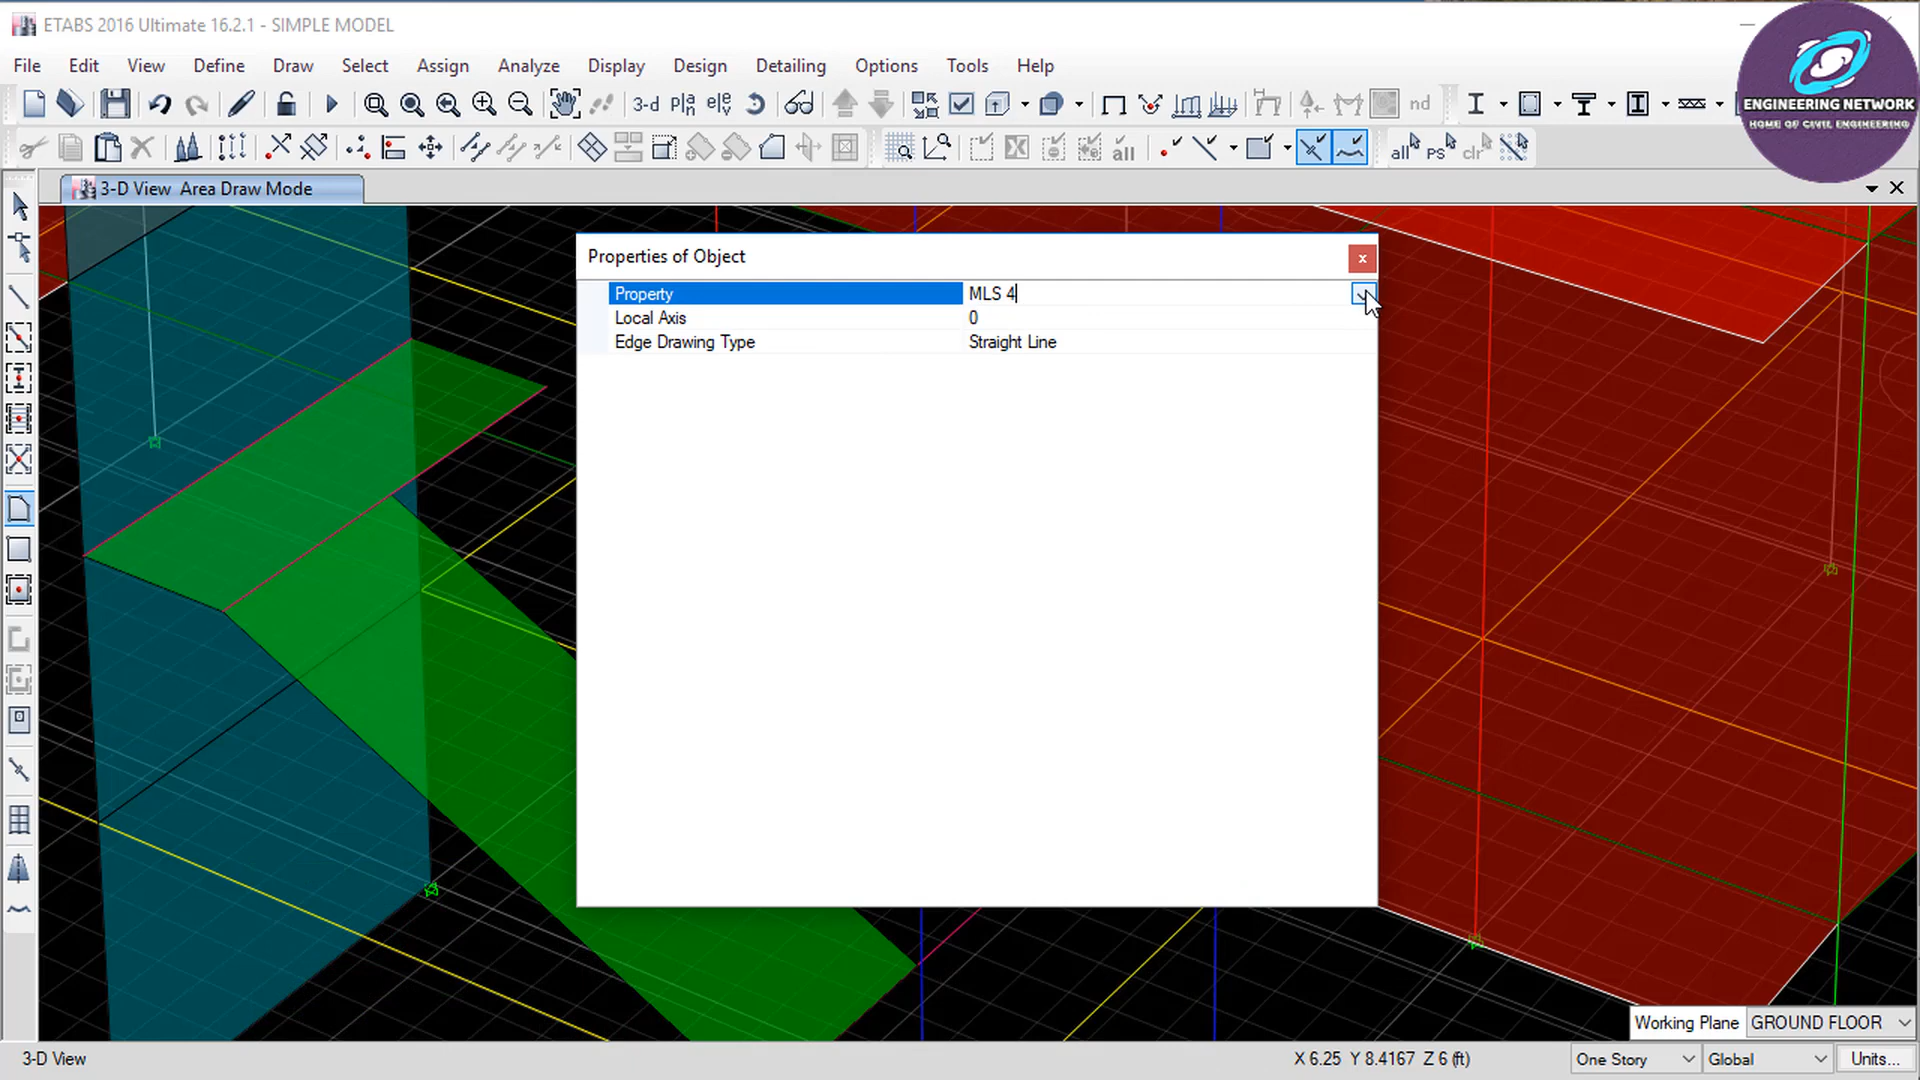 ETABS 2016 Ultimate 16.2.1 - SIMPLE MODEL
File Edit View Define Draw Select Assign Analyze Display Design Detailing Options Tools Help
3-d pla n ele v nd
ENGINEERING NETWORK
HOME OF CIVIL ENGINEERING
all all PS clr
3-D View Area Draw Mode
Properties of Object
Property MLS 4
Local Axis 0
Edge Drawing Type Straight Line
Working Plane GROUND FLOOR
3-D View X 6.25 Y 8.4167 Z 6 (ft) One Story Global Units...